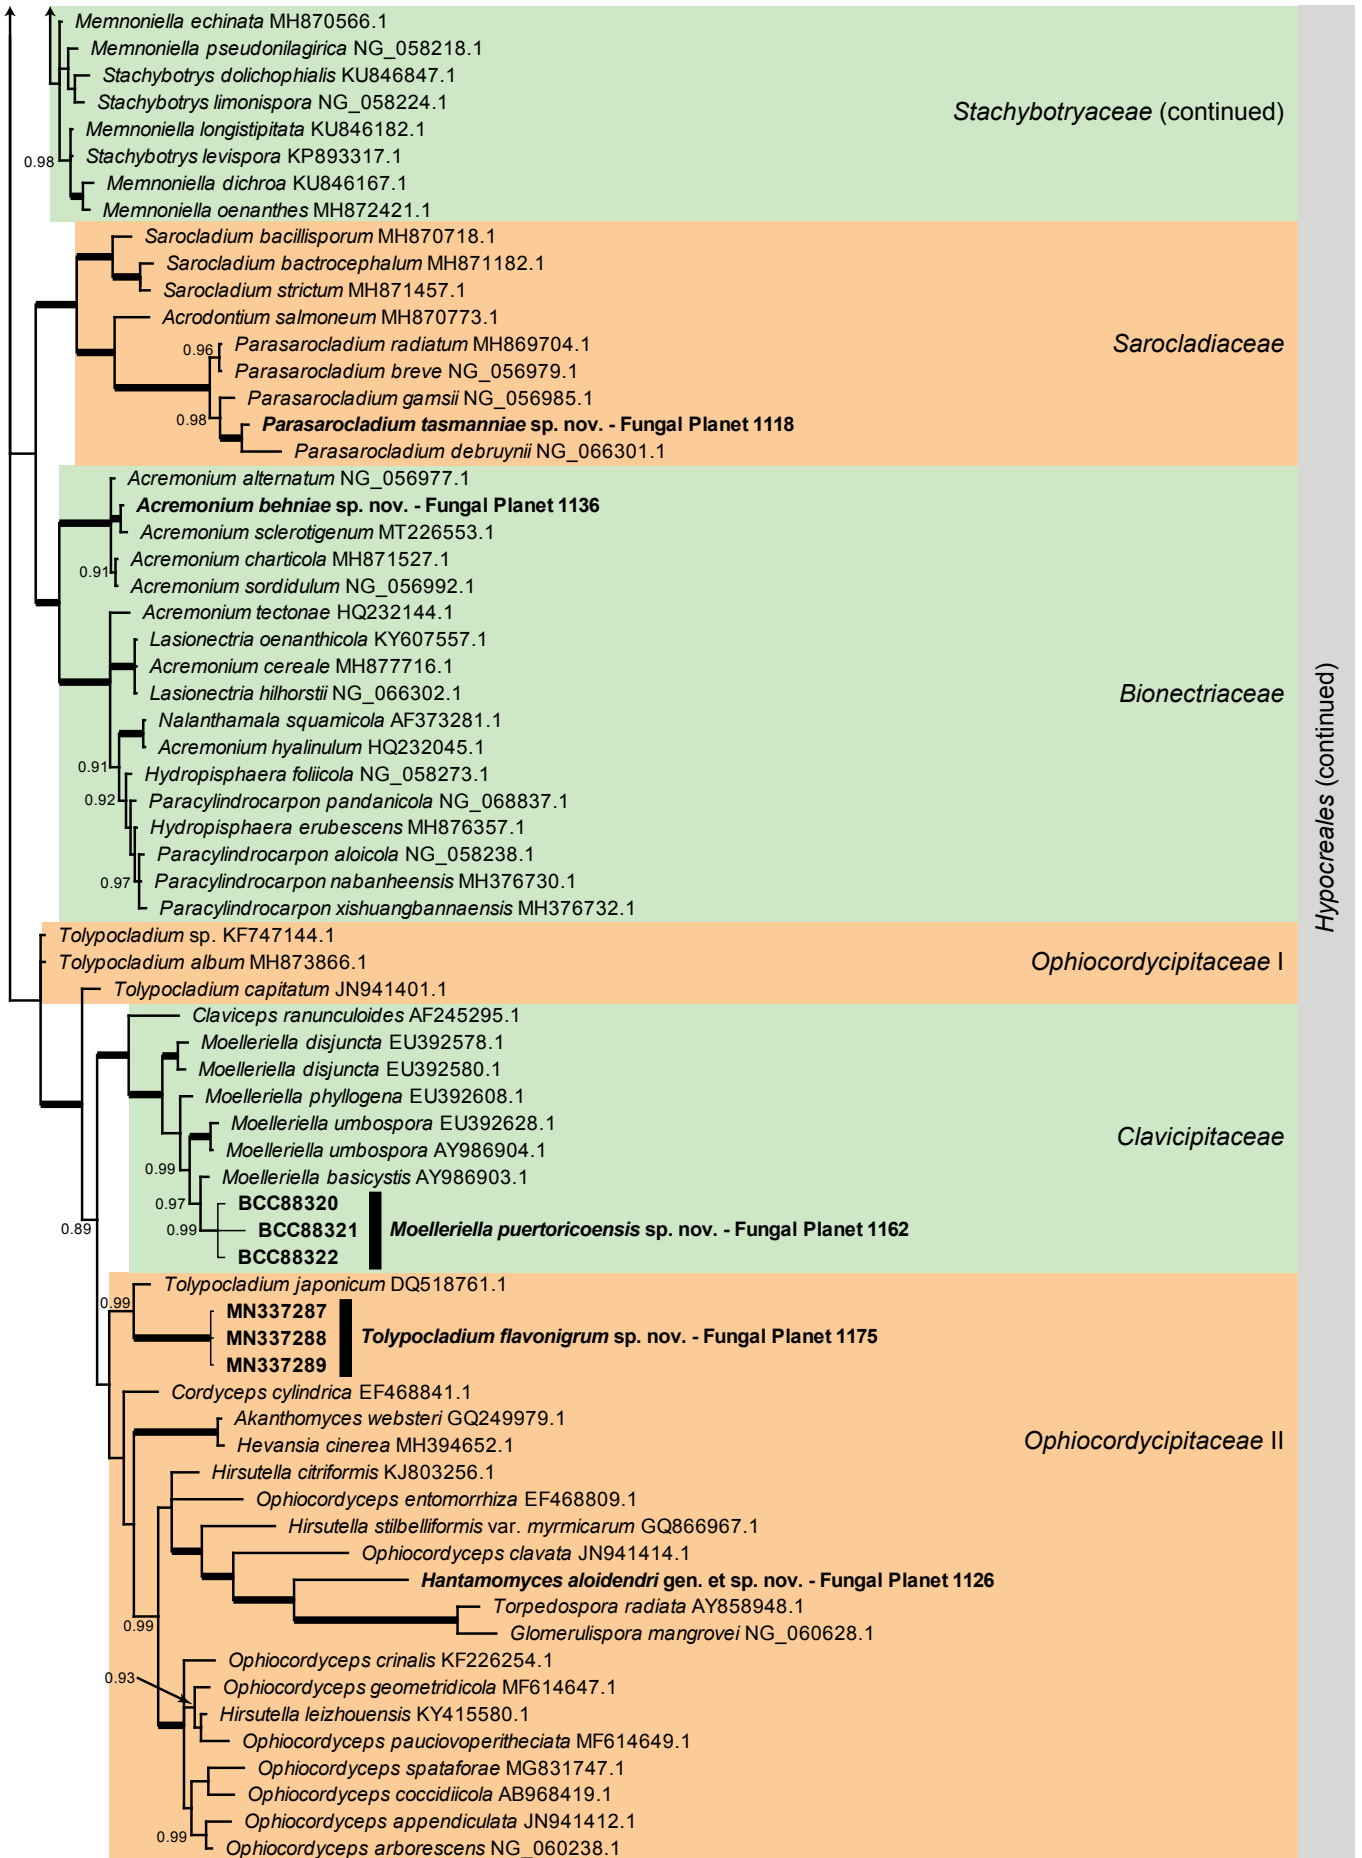 Memnoniella echinata MH870566.1
Memnoniella pseudonilagirica NG_058218.1
Stachybotrys dolichophialis KU846847.1
Stachybotrys limonispora NG_058224.1
Stachybotryaceae (continued)
Memnoniella longistipitata KU846182.1
Stachybotrys levispora KP893317.1
0.98
Memnoniella dichroa KU846167.1
Memnoniella oenanthes MH872421.1
Sarocladium bacillisporum MH870718.1
Sarocladium bactrocephalum MH871182.1
Sarocladium strictum MH871457.1
Acrodontium salmoneum MH870773.1
Parasarocladium radiatum MH869704.1
0.96
Sarocladiaceae
Parasarocladium breve NG_056979.1
Parasarocladium gamsii NG_056985.1
0.98
Parasarocladium tasmanniae sp. nov. - Fungal Planet 1118
Parasarocladium debruynii NG_066301.1
Acremonium alternatum NG_056977.1
Acremonium behniae sp. nov. - Fungal Planet 1136
Acremonium sclerotigenum MT226553.1
Acremonium charticola MH871527.1
0.91
Acremonium sordidulum NG_056992.1
Acremonium tectonae HQ232144.1
Lasionectria oenanthicola KY607557.1
Acremonium cereale MH877716.1
Lasionectria hilhorstii NG_066302.1
Bionectriaceae
Nalanthamala squamicola AF373281.1
Acremonium hyalinulum HQ232045.1
0.91
Hydropisphaera foliicola NG_058273.1
0.92
Paracylindrocarpon pandanicola NG_068837.1
Hydropisphaera erubescens MH876357.1
Paracylindrocarpon aloicola NG_058238.1
0.97
Paracylindrocarpon nabanheensis MH376730.1
Paracylindrocarpon xishuangbannaensis MH376732.1
Hypocreales (continued)
Tolypocladium sp. KF747144.1
Tolypocladium album MH873866.1
Ophiocordycipitaceae I
Tolypocladium capitatum JN941401.1
Claviceps ranunculoides AF245295.1
Moelleriella disjuncta EU392578.1
Moelleriella disjuncta EU392580.1
Moelleriella phyllogena EU392608.1
Moelleriella umbospora EU392628.1
Clavicipitaceae
Moelleriella umbospora AY986904.1
0.99
Moelleriella basicystis AY986903.1
0.97
BCC88320
0.89
0.99
BCC88321
Moelleriella puertoricoensis sp. nov. - Fungal Planet 1162
BCC88322
Tolypocladium japonicum DQ518761.1
0.99
MN337287
MN337288
Tolypocladium flavonigrum sp. nov. - Fungal Planet 1175
MN337289
Cordyceps cylindrica EF468841.1
Akanthomyces websteri GQ249979.1
Hevansia cinerea MH394652.1
Ophiocordycipitaceae II
Hirsutella citriformis KJ803256.1
Ophiocordyceps entomorrhiza EF468809.1
Hirsutella stilbelliformis var. myrmicarum GQ866967.1
Ophiocordyceps clavata JN941414.1
Hantamomyces aloidendri gen. et sp. nov. - Fungal Planet 1126
Torpedospora radiata AY858948.1
0.99
Glomerulispora mangrovei NG_060628.1
Ophiocordyceps crinalis KF226254.1
0.93
Ophiocordyceps geometridicola MF614647.1
Hirsutella leizhouensis KY415580.1
Ophiocordyceps pauciovoperitheciata MF614649.1
Ophiocordyceps spataforae MG831747.1
Ophiocordyceps coccidiicola AB968419.1
Ophiocordyceps appendiculata JN941412.1
0.99
Ophiocordyceps arborescens NG_060238.1